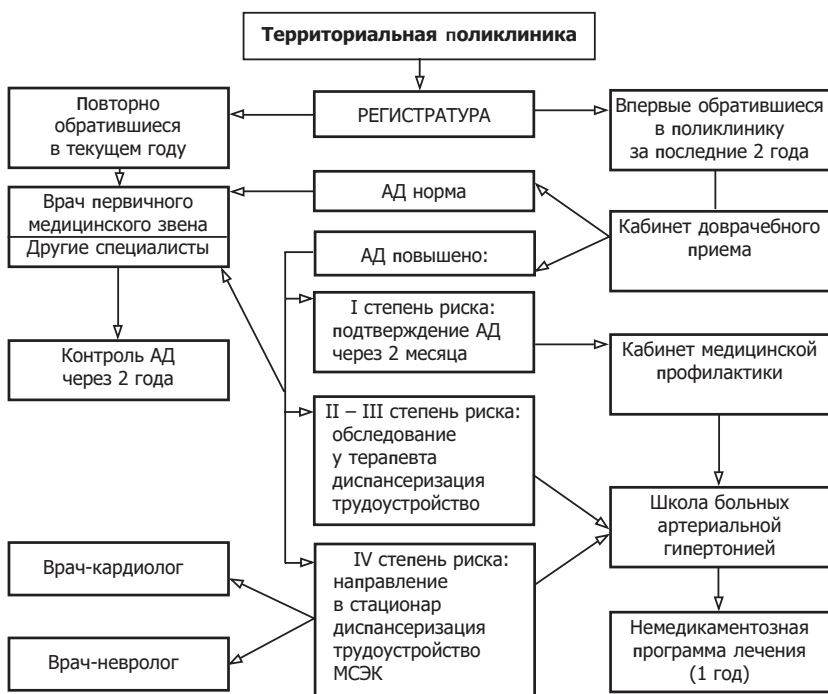 Территориальная поликлиника
Повторно
обратившиеся
в текущем году
РЕГИСТРАТУРА
Впервые обратившиеся
в поликлинику
за последние 2 года
Врач первичного
медицинского звена
Другие специалисты
АД норма
Кабинет доврачебного
приема
АД повышено:
I степень риска:
подтверждение АД
через 2 месяца
Контроль АД
через 2 года
Кабинет медицинской
профилактики
II – III степень риска:
обследование
у терапевта
диспансеризация
трудоустройство
Школа больных
артериальной
гипертонией
Врач-кардиолог
Врач-невролог
IV степень риска:
направление
в стационар
диспансеризация
трудоустройство
МСЭК
Немедикаментозная
программа лечения
(1 год)